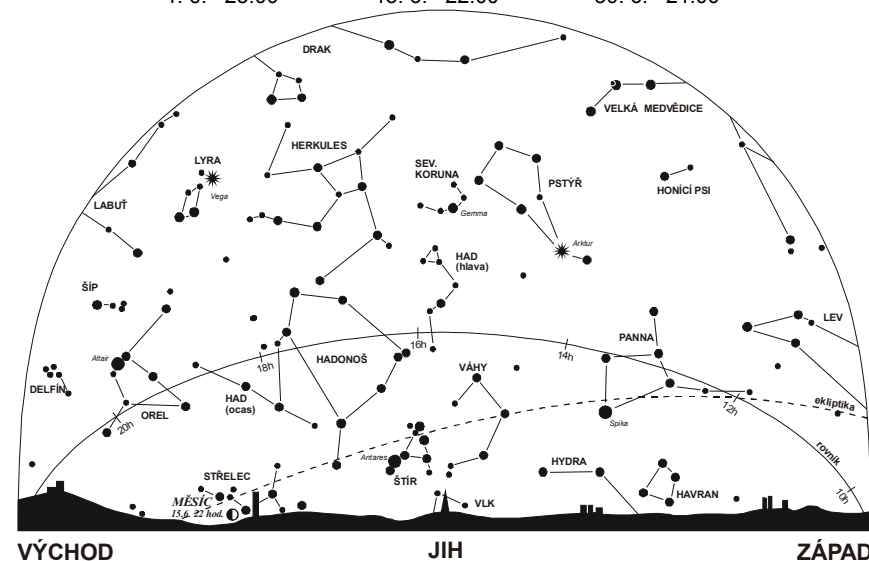 DRAK
VELKÁ MEDVĚDICE
HERKULES
LYRA
SEV.
KORUNA
PSTÝŘ
HONÍCÍ PSI
Vega
LABUŤ
Gemma
Arktur
HAD
(hlava)
ŠÍP
LEV
PANNA
16h
14h
Altair
18h
HADONOŠ
VÁHY
DELFÍN
HAD
(ocas)
12h
ekliptika
OREL
20h
Spika
rovník
Antares
HYDRA
STŘELEC
ŠTÍR
10h
MĚSÍC
HAVRAN
15.6. 22 hod.
VLK
VÝCHOD
JIH
ZÁPAD